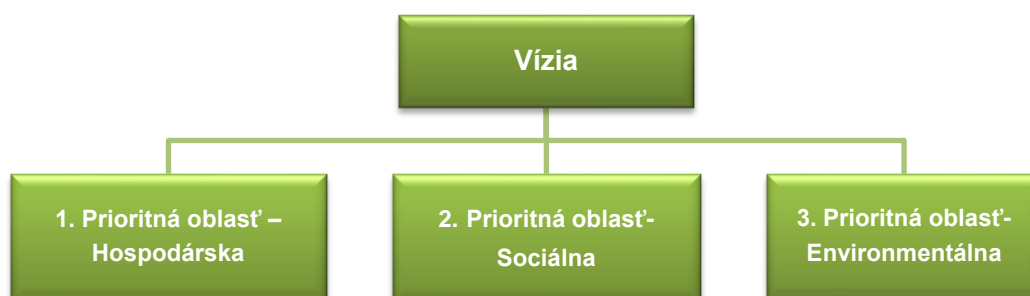 Vízia
1. Prioritná oblasť –
Hospodárska
2. Prioritná oblasť-
Sociálna
3. Prioritná oblasť-
Environmentálna